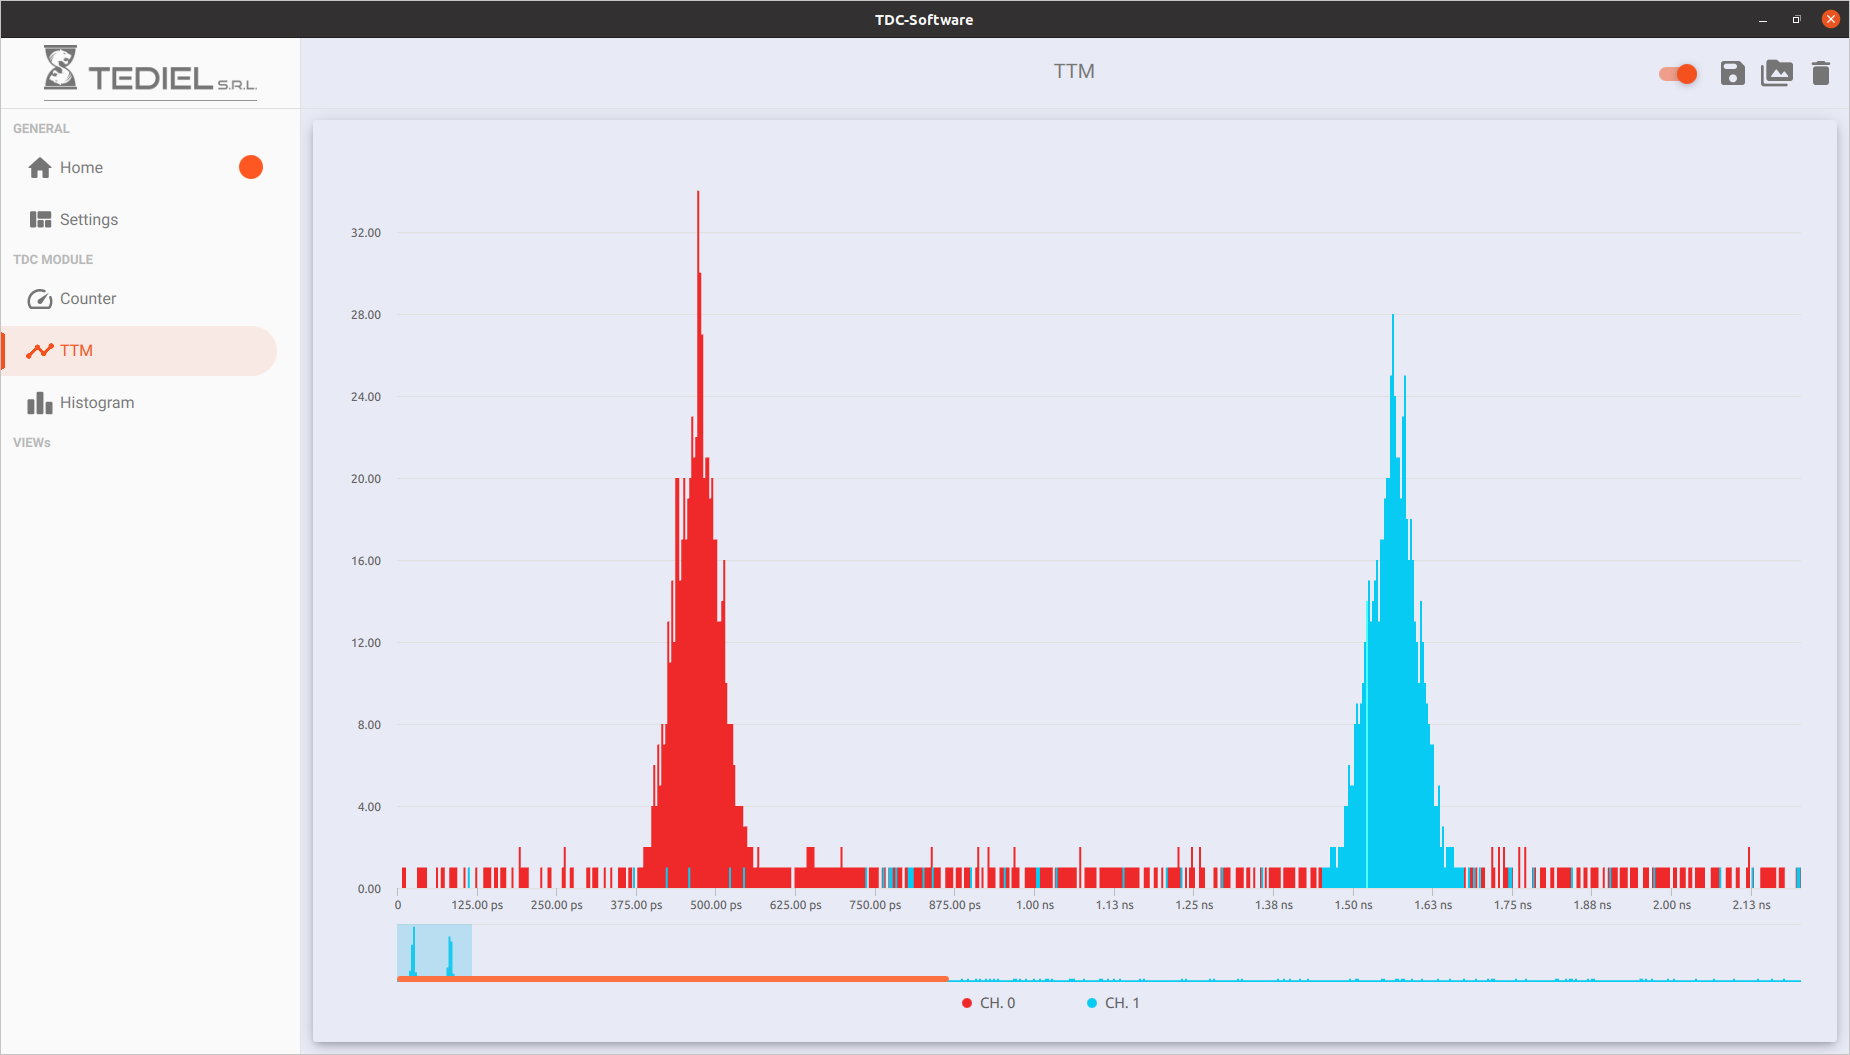 TDC-Software
TEDIEL S.R.L.
TTM
GENERAL
Home
Settings
TDC MODULE
Counter
TTM
Histogram
VIEWs
32.00
28.00
24.00
20.00
16.00
12.00
8.00
4.00
0.00
0 125.00 ps 250.00 ps 375.00 ps 500.00 ps 625.00 ps 750.00 ps 875.00 ps 1.00 ns 1.13 ns 1.25 ns 1.38 ns 1.50 ns 1.63 ns 1.75 ns 1.88 ns 2.00 ns 2.13 ns
CH. 0 CH. 1